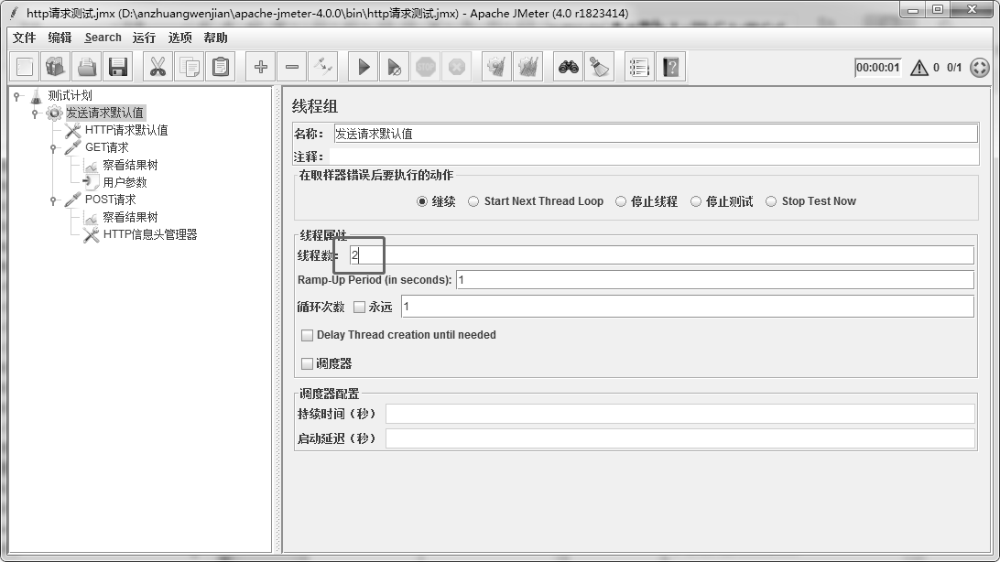 http请求测试.jmx (D:\anzhuangwenjian\apache-jmeter-4.0.0\bin\http请求测试.jmx) - Apache JMeter (4.0 r1823414)
文件 编辑 Search 运行 选项 帮助
STOP
00:00:01 0 0/1
测试计划
发送请求默认值
HTTP请求默认值
GET请求
察看结果树
用户参数
POST请求
察看结果树
HTTP信息头管理器
线程组
名称： 发送请求默认值
注释：
在取样器错误后要执行的动作
继续 Start Next Thread Loop 停止线程 停止测试 Stop Test Now
线程属性
线程数： 2
Ramp-Up Period (in seconds): 1
循环次数 永远 1
Delay Thread creation until needed
调度器
调度器配置
持续时间（秒）
启动延迟（秒）